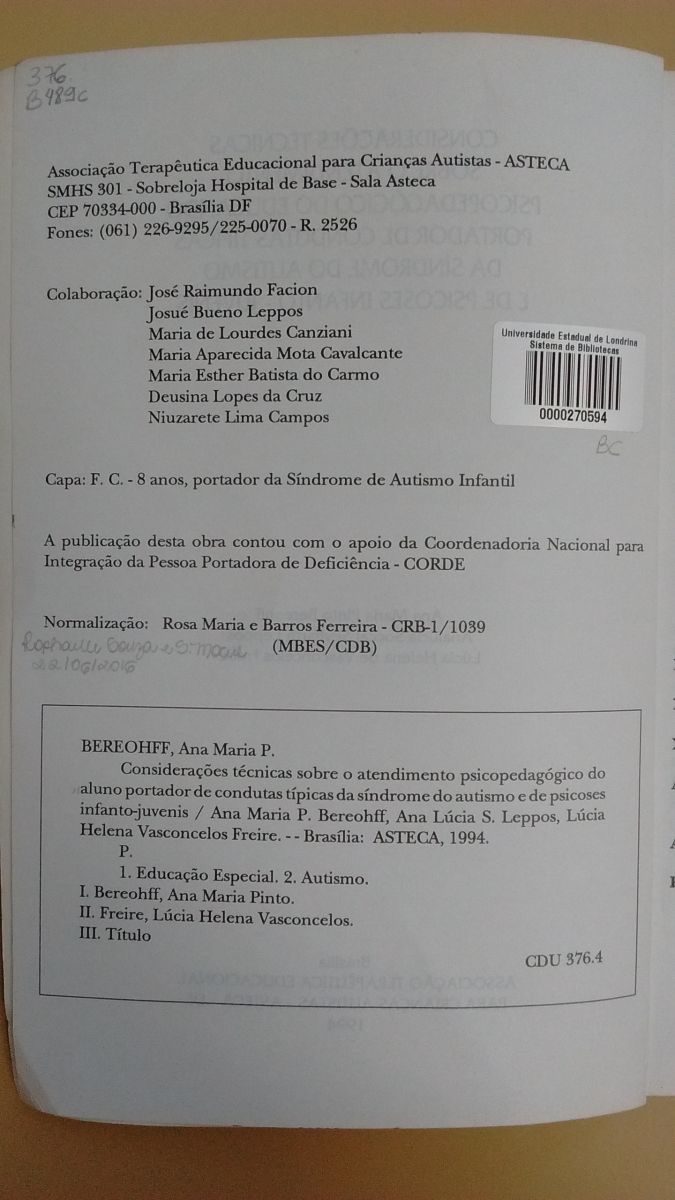 376
B489c
Associação Terapêutica Educacional para Crianças Autistas - ASTECA
SMHS 301 - Sobreloja Hospital de Base - Sala Asteca
CEP 70334-000 - Brasília DF
Fones: (061) 226-9295/225-0070 - R. 2526
Colaboração: José Raimundo Facion
Josué Bueno Leppos
Maria de Lourdes Canziani
Maria Aparecida Mota Cavalcante
Maria Esther Batista do Carmo
Deusina Lopes da Cruz
Niuzarete Lima Campos
Universidade Estadual de Londrina
Sistema de Bibliotecas
0000270594
BC
Capa: F. C. - 8 anos, portador da Síndrome de Autismo Infantil
A publicação desta obra contou com o apoio da Coordenadoria Nacional para
Integração da Pessoa Portadora de Deficiência - CORDE
Normalização: Rosa Maria e Barros Ferreira - CRB-1/1039
(MBES/CDB)
22/06/2016
BEREOHFF, Ana Maria P.
Considerações técnicas sobre o atendimento psicopedagógico do
aluno portador de condutas típicas da síndrome do autismo e de psicoses
infanto-juvenis / Ana Maria P. Bereohff, Ana Lúcia S. Leppos, Lúcia
Helena Vasconcelos Freire. - - Brasília: ASTECA, 1994.
P.
1. Educação Especial. 2. Autismo.
I. Bereohff, Ana Maria Pinto.
II. Freire, Lúcia Helena Vasconcelos.
III. Título
CDU 376.4